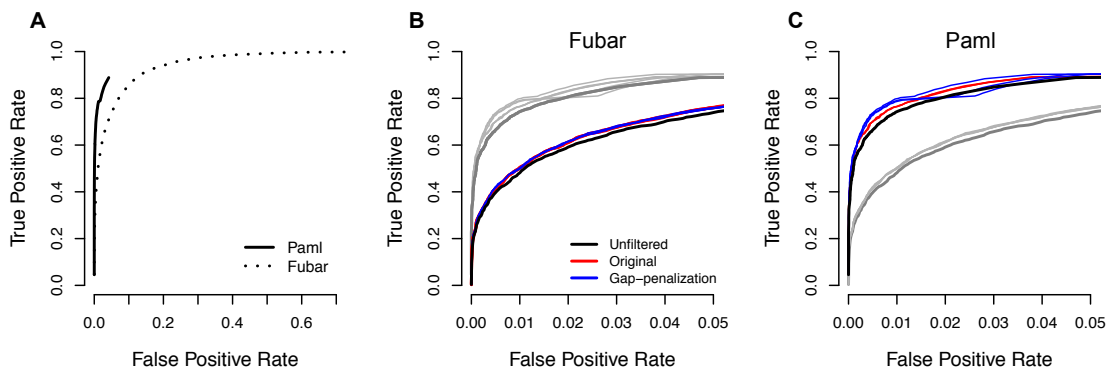 A
True Positive Rate
1.0
0.8
0.6
0.4
0.2
0.0
Paml
Fubar
0.0 0.2 0.4 0.6
False Positive Rate
B
Fubar
True Positive Rate
1.0
0.8
0.6
0.4
0.2
0.0
Unfiltered
Original
Gap−penalization
0.00 0.01 0.02 0.03 0.04 0.05
False Positive Rate
C
Paml
True Positive Rate
1.0
0.8
0.6
0.4
0.2
0.0
0.00 0.01 0.02 0.03 0.04 0.05
False Positive Rate